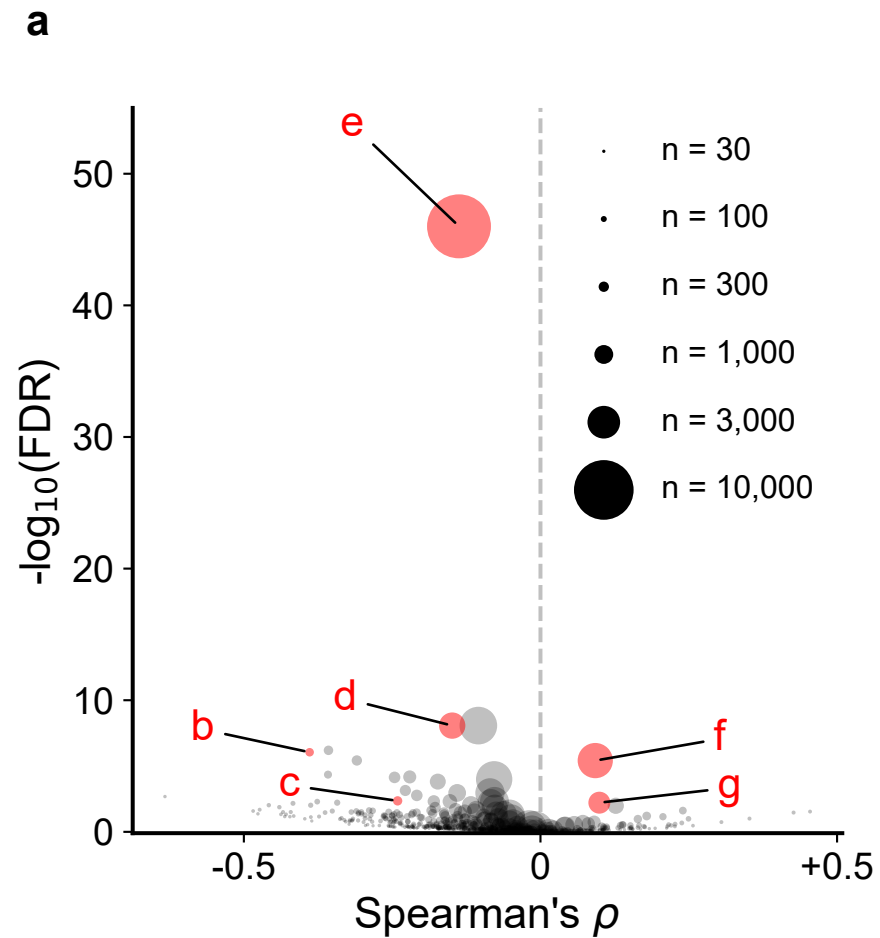 a
e
n = 30
n = 100
n = 300
n = 1,000
n = 3,000
n = 10,000
50
40
30
20
10
0
-log10(FDR)
b
d
c
f
g
-0.5
0
+0.5
Spearman's ρ